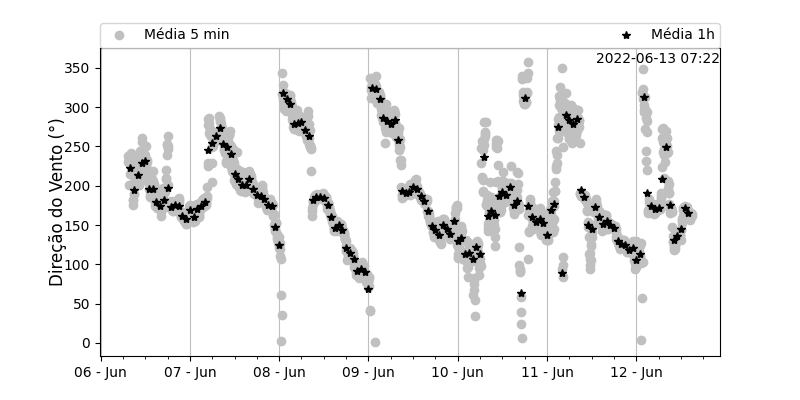 Média 5 min
Média 1h
2022-06-13 07:22
Direção do Vento (°)
350
300
250
200
150
100
50
0
06 - Jun
07 - Jun
08 - Jun
09 - Jun
10 - Jun
11 - Jun
12 - Jun